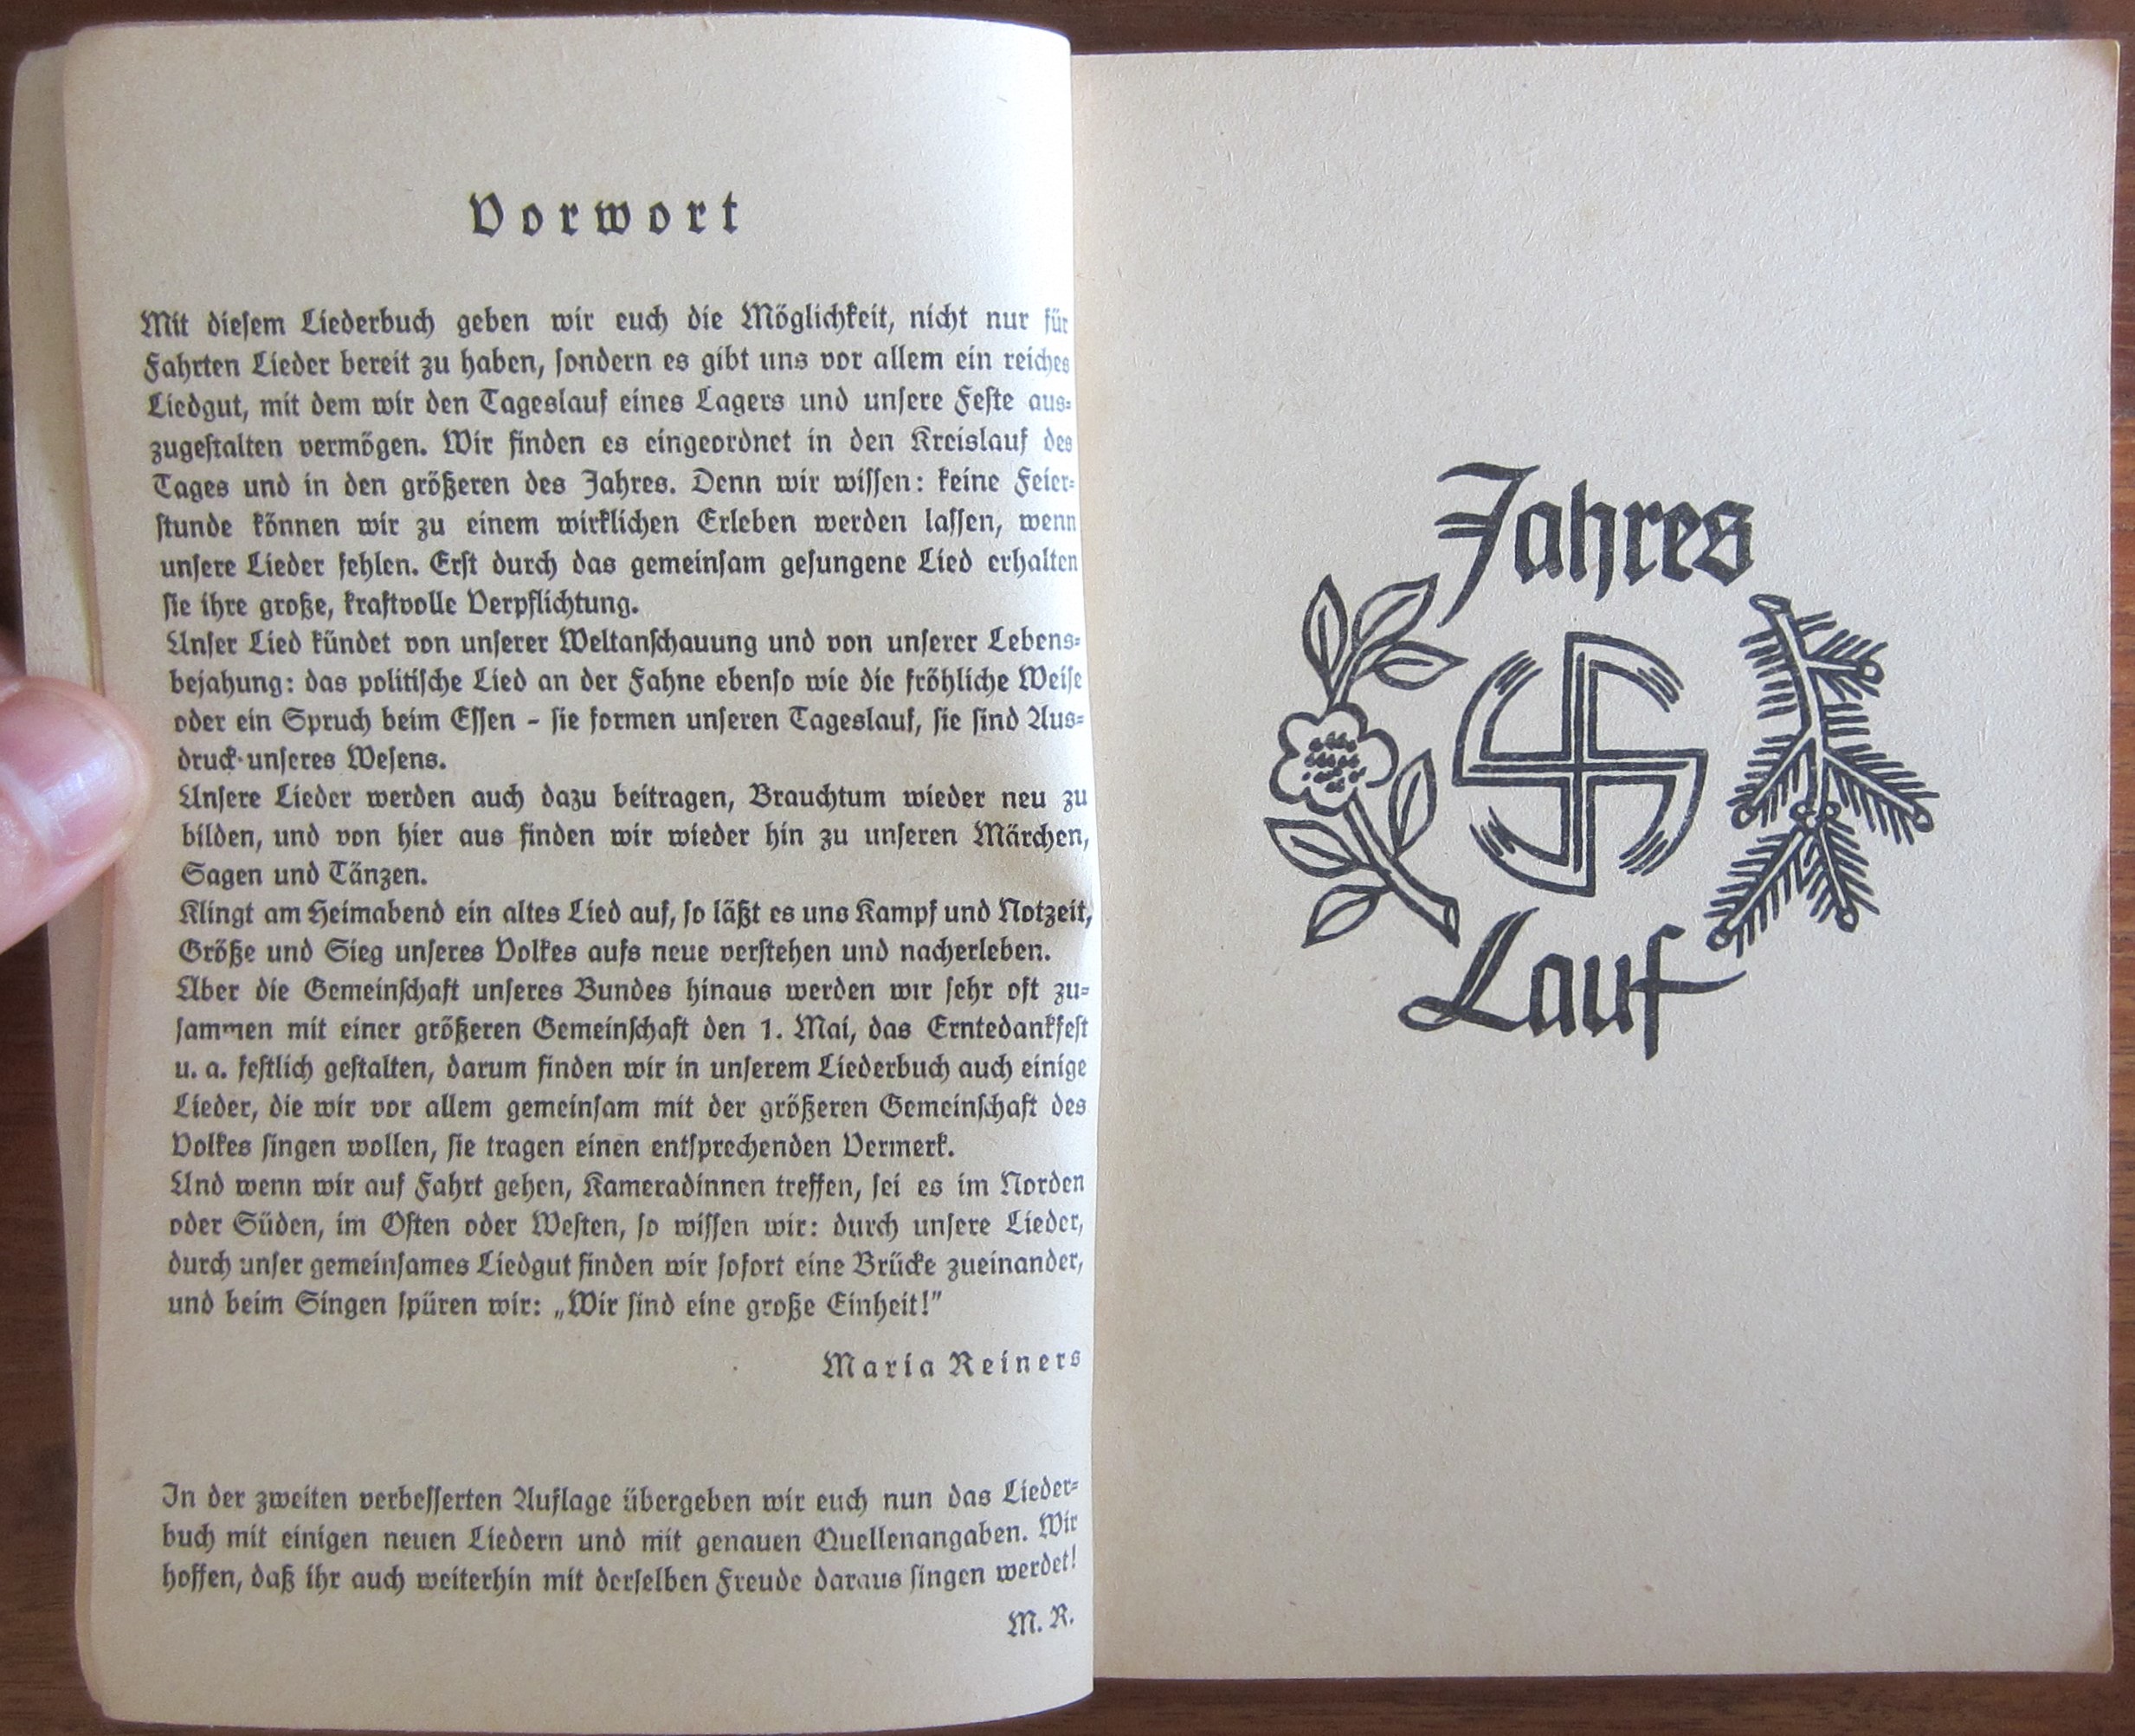 Vorwort
Mit diesem Liederbuch geben wir euch die Möglichkeit, nicht nur für
Fahrten Lieder bereit zu haben, sondern es gibt uns vor allem ein reiches
Liedgut, mit dem wir den Tageslauf eines Lagers und unsere Feste aus-
zugestalten vermögen. Wir finden es eingeordnet in den Kreislauf des
Tages und in den größeren des Jahres. Denn wir wissen: keine Feier-
stunde können wir zu einem wirklichen Erleben werden lassen, wenn
unsere Lieder fehlen. Erst durch das gemeinsam gesungene Lied erhalten
sie ihre große, kraftvolle Verpflichtung.
Unser Lied kündet von unserer Weltanschauung und von unserer Lebens-
bejahung: das politische Lied an der Fahne ebenso wie die fröhliche Weise
oder ein Spruch beim Essen – sie formen unseren Tageslauf, sie sind Aus-
druck unseres Wesens.
Unsere Lieder werden auch dazu beitragen, Brauchtum wieder neu zu
bilden, und von hier aus finden wir wieder hin zu unseren Märchen,
Sagen und Tänzen.
Klingt am Heimabend ein altes Lied auf, so läßt es uns Kampf und Notzeit,
Größe und Sieg unseres Volkes aufs neue verstehen und nacherleben.
Über die Gemeinschaft unseres Bundes hinaus werden wir sehr oft zu-
sammen mit einer größeren Gemeinschaft den 1. Mai, das Erntedankfest
u. a. festlich gestalten, darum finden wir in unserem Liederbuch auch einige
Lieder, die wir vor allem gemeinsam mit der größeren Gemeinschaft des
Volkes singen wollen, sie tragen einen entsprechenden Vermerk.
Und wenn wir auf Fahrt gehen, Kameradinnen treffen, sei es im Norden
oder Süden, im Osten oder Westen, so wissen wir: durch unsere Lieder,
durch unser gemeinsames Liedgut finden wir sofort eine Brücke zueinander,
und beim Singen spüren wir: „Wir sind eine große Einheit!”
Maria Reiners
In der zweiten verbesserten Auflage übergeben wir euch nun das Lieder-
buch mit einigen neuen Liedern und mit genauen Quellenangaben. Wir
hoffen, daß ihr auch weiterhin mit derselben Freude daraus singen werdet!
M. R.
Jahres
Lauf